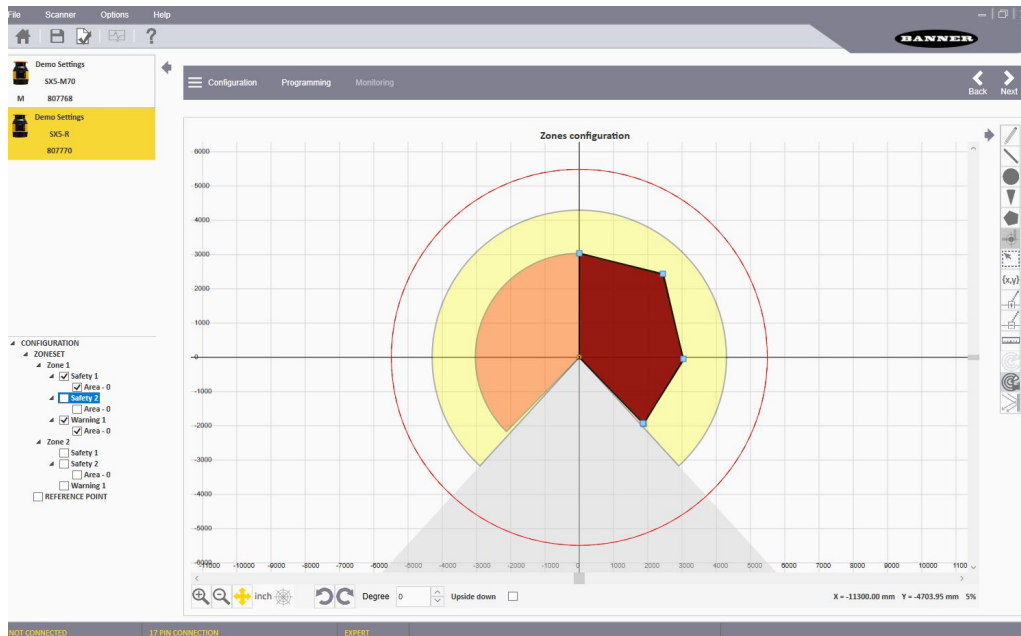 File Scanner Options Help
BANNER
Demo Settings
SX5-M70
M 807768
Demo Settings
SX5-R
807770
Configuration Programming Monitoring
Back Next
Zones configuration
6000
5000
4000
3000
2000
1000
0
-1000
-2000
-3000
-4000
-5000
-6000
-11000 -10000 -9000 -8000 -7000 -6000 -5000 -4000 -3000 -2000 -1000 0 1000 2000 3000 4000 5000 6000 7000 8000 9000 10000 1100
{x,y}
CONFIGURATION
ZONESET
Zone 1
Safety 1
Area - 0
Safety 2
Area - 0
Warning 1
Area - 0
Zone 2
Safety 1
Safety 2
Area - 0
Warning 1
REFERENCE POINT
inch Degree 0 Upside down X = -11300.00 mm Y = -4703.95 mm 5%
NOT CONNECTED 17 PIN CONNECTION EXPERT